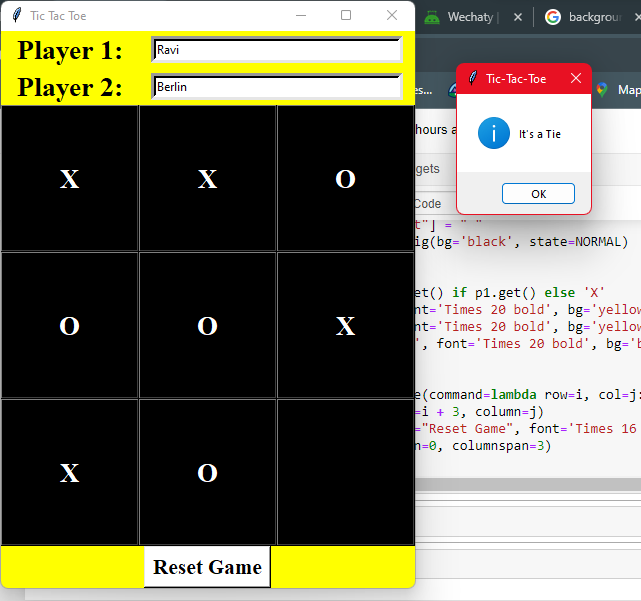 Tic Tac Toe
Player 1:
Ravi
Player 2:
Berlin
X X O
O O X
X O
Reset Game
Wechaty
backgrou
es...
Map
Tic-Tac-Toe
It's a Tie
OK
hours a
gets
Code
t"] = " "
ig(bg='black', state=NORMAL)
et() if p1.get() else 'X'
nt='Times 20 bold', bg='yellow
nt='Times 20 bold', bg='yellow
', font='Times 20 bold', bg='b
e(command=lambda row=i, col=j:
=i + 3, column=j)
="Reset Game", font='Times 16
n=0, columnspan=3)